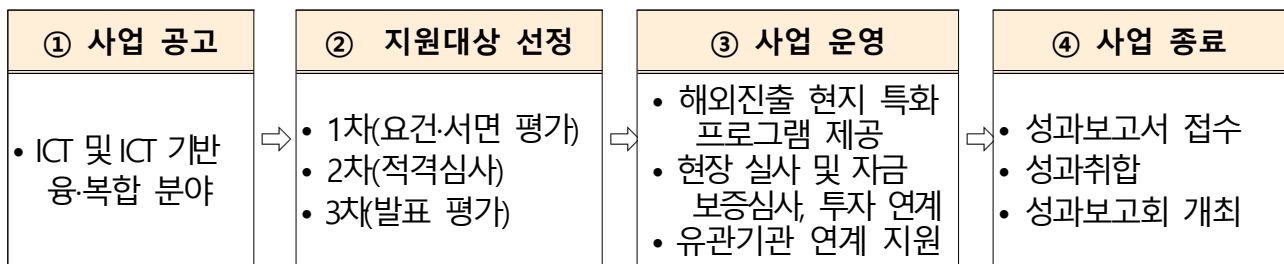 ① 사업 공고
• ICT 및 ICT 기반
융·복합 분야
⇨
② 지원대상 선정
• 1차(요건·서면 평가)
• 2차(적격심사)
• 3차(발표 평가)
⇨
③ 사업 운영
• 해외진출 현지 특화
프로그램 제공
• 현장 실사 및 자금
보증심사, 투자 연계
• 유관기관 연계 지원
⇨
④ 사업 종료
• 성과보고서 접수
• 성과취합
• 성과보고회 개최